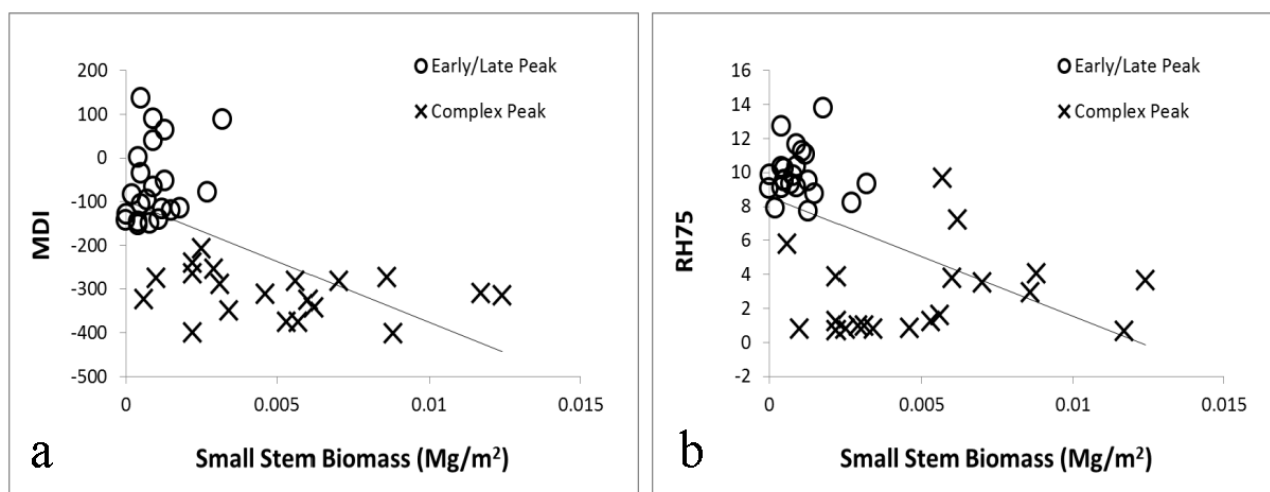 200
100
0
-100
-200
-300
-400
-500
MDI
Early/Late Peak
Complex Peak
0
0.005
0.01
0.015
Small Stem Biomass (Mg/m²)
a
16
14
12
10
8
6
4
2
0
-2
RH75
Early/Late Peak
Complex Peak
0
0.005
0.01
0.015
Small Stem Biomass (Mg/m²)
b